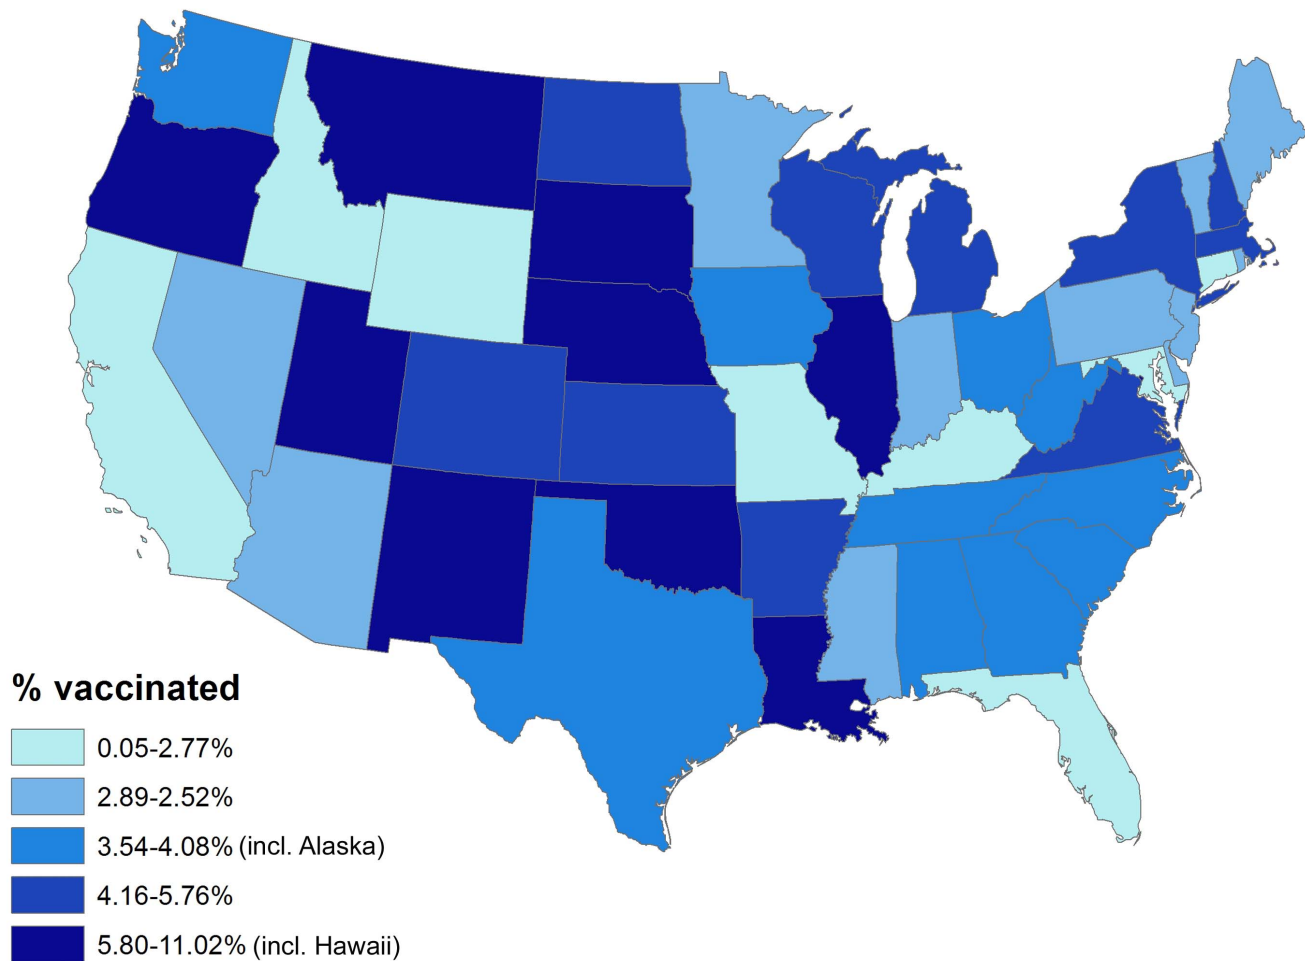 % vaccinated
0.05-2.77%
2.89-2.52%
3.54-4.08% (incl. Alaska)
4.16-5.76%
5.80-11.02% (incl. Hawaii)